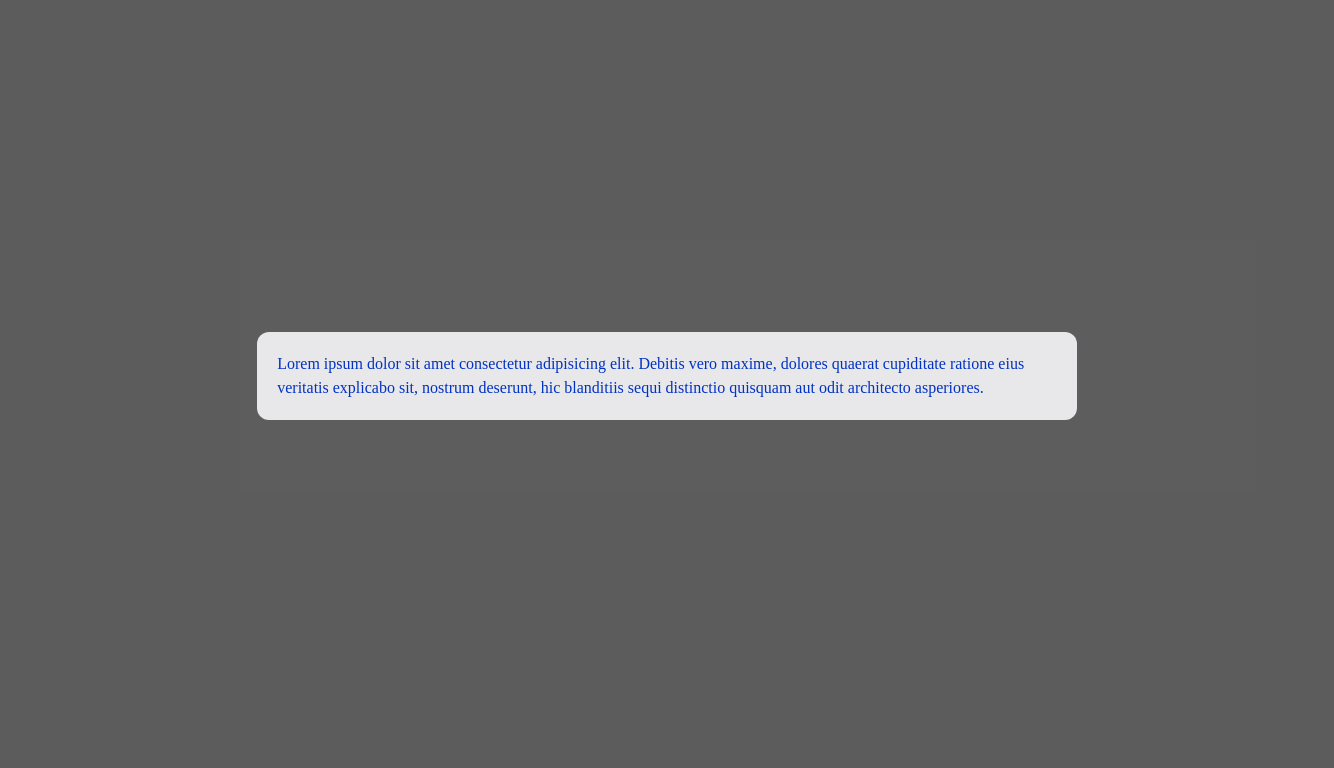 Lorem ipsum dolor sit amet consectetur adipisicing elit. Debitis vero maxime, dolores quaerat cupiditate ratione eius
veritatis explicabo sit, nostrum deserunt, hic blanditiis sequi distinctio quisquam aut odit architecto asperiores.